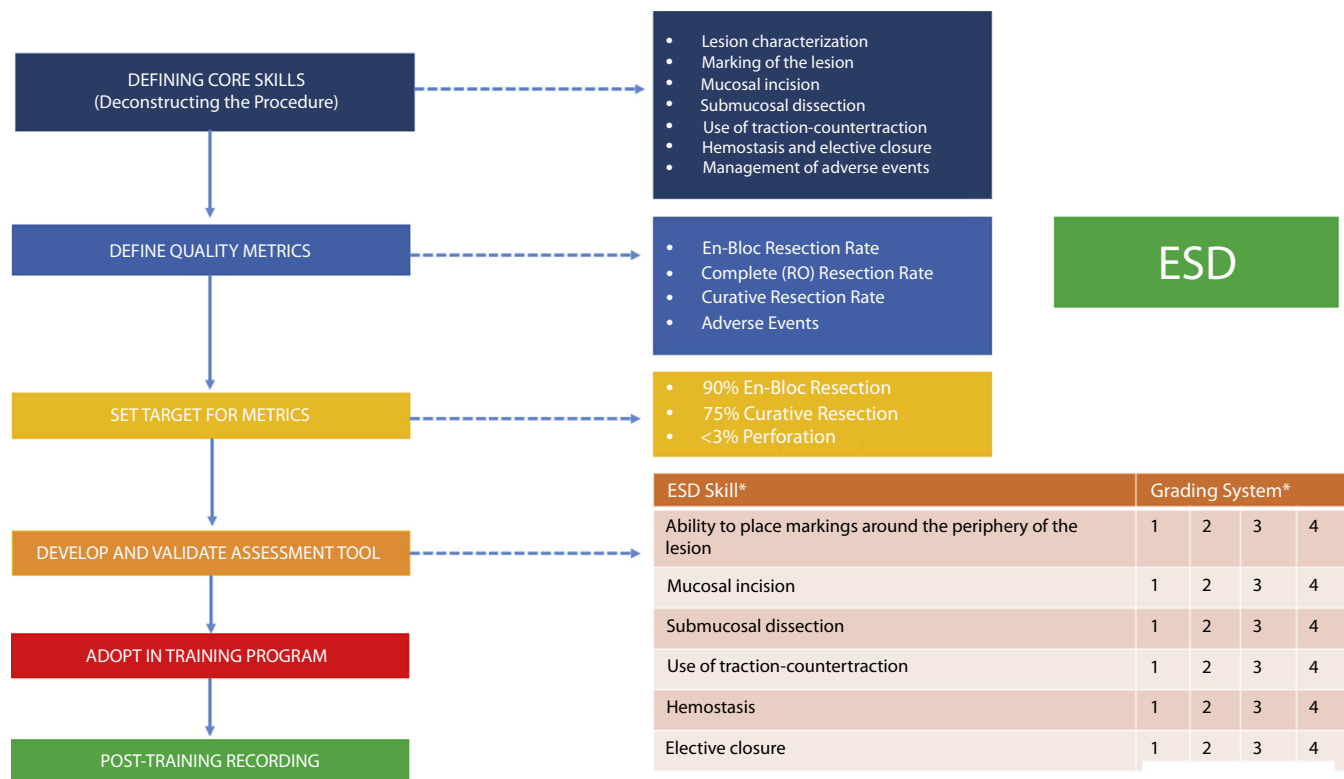 DEFINING CORE SKILLS
(Deconstructing the Procedure)
• Lesion characterization
• Marking of the lesion
• Mucosal incision
• Submucosal dissection
• Use of traction-countertraction
• Hemostasis and elective closure
• Management of adverse events
DEFINE QUALITY METRICS
• En-Bloc Resection Rate
• Complete (RO) Resection Rate
• Curative Resection Rate
• Adverse Events
ESD
SET TARGET FOR METRICS
• 90% En-Bloc Resection
• 75% Curative Resection
• <3% Perforation
DEVELOP AND VALIDATE ASSESSMENT TOOL
ESD Skill* Grading System*
Ability to place markings around the periphery of the 1 2 3 4
lesion
Mucosal incision 1 2 3 4
Submucosal dissection 1 2 3 4
Use of traction-countertraction 1 2 3 4
Hemostasis 1 2 3 4
Elective closure 1 2 3 4
ADOPT IN TRAINING PROGRAM
POST-TRAINING RECORDING